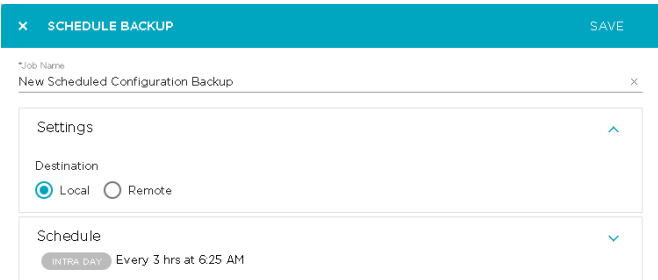 × SCHEDULE BACKUP SAVE
*Job Name
New Scheduled Configuration Backup ×
Settings
Destination
Local Remote
Schedule
INTRA DAY Every 3 hrs at 6:25 AM